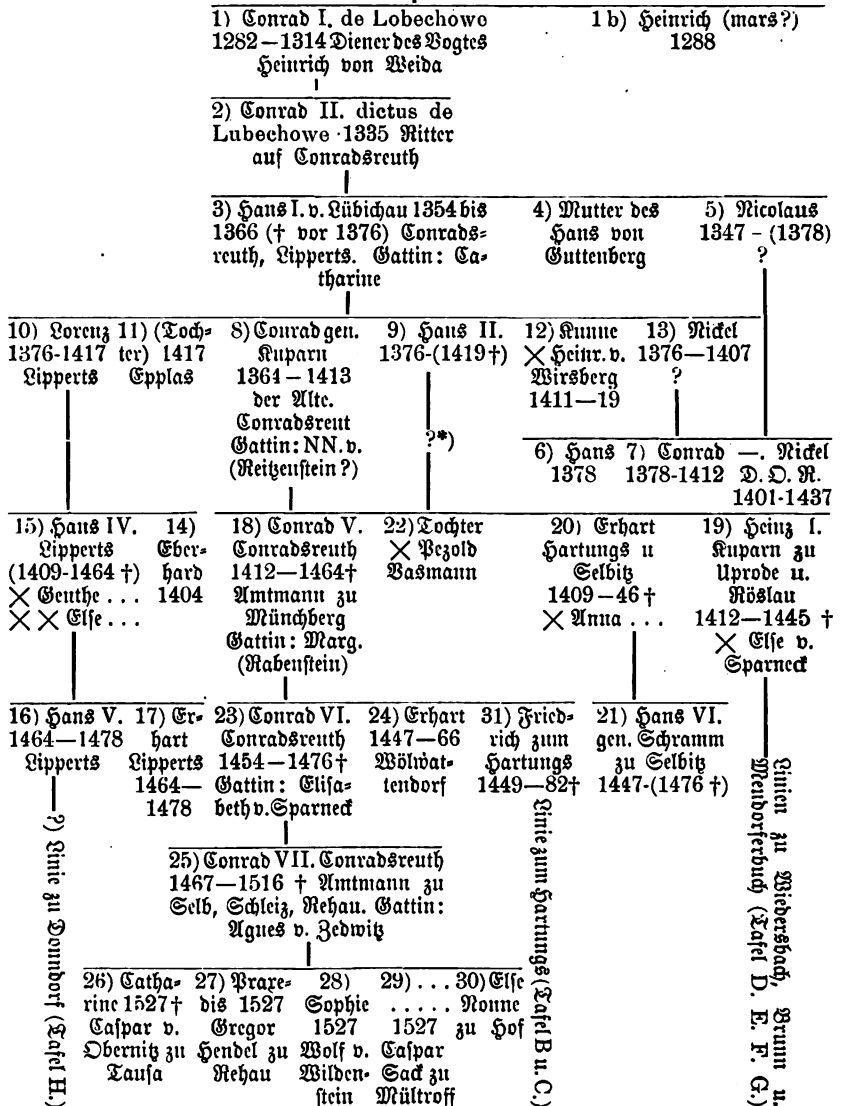 1) Conrad I. de Lobechowe
1282—1314 Diener des Vogtes
Heinrich von Weida
1 b) Heinrich (mars?)
1288
2) Conrad II. dictus de
Lubechowe 1335 Ritter
auf Conradsreuth
3) Hans I. v. Lübichau 1354 bis
1366 († vor 1376) Conrads-
reuth, Lipperts. Gattin: Ca-
tharine
4) Mutter des
Hans von
Guttenberg
5) Nicolaus
1347 - (1378)
?
10) Lorenz
1376-1417
Lipperts
11) (Toch-
ter) 1417
Epplas
8) Conrad gen.
Kuparn
1364—1413
der Alte.
Conradsreut
Gattin: NN. v.
(Reitzenstein?)
9) Hans II.
1376-(1419†)
?*)
12) Kunne
× Heinr. v.
Wirsberg
1411—19
13) Nickel
1376—1407
?
6) Hans
1378
7) Conrad
1378-1412
—. Nickel
D. O. R.
1401-1437
15) Hans IV.
Lipperts
(1409-1464 †)
× Geuthe ...
× × Else ...
14)
Eber-
hard
1404
18) Conrad V.
Conradsreuth
1412—1464†
Amtmann zu
Münchberg
Gattin: Marg.
(Rabenstein)
22) Tochter
× Pezold
Vasmann
20) Erhart
Hartungs u
Selbitz
1409—46 †
× Anna ...
19) Heinz I.
Kuparn zu
Uprode u.
Röslau
1412—1445 †
× Else v.
Sparneck
16) Hans V.
1464—1478
Lipperts
17) Er-
hart
Lipperts
1464—
1478
23) Conrad VI.
Conradsreuth
1454—1476†
Gattin: Elisa-
beth v. Sparneck
24) Erhart
1447—66
Wölwat-
tendorf
31) Fried-
rich zum
Hartungs
1449—82†
21) Hans VI.
gen. Schramm
zu Selbitz
1447-(1476 †)
Linien zu Wiedersbach, Brunn u.
Mendorferbuch (Tafel D. E. F. G.)
?) Linie zu Donndorf (Tafel H.)
Linie zum Hartungs (Tafel B u. C.)
25) Conrad VII. Conradsreuth
1467—1516 † Amtmann zu
Selb, Schleiz, Rehau. Gattin:
Agnes v. Zedwitz
26) Catha-
rine 1527†
Caspar v.
Obernitz zu
Tausa
27) Praxe-
dis 1527
Gregor
Hendel zu
Rehau
28)
Sophie
1527
Wolf v.
Wilden-
stein
29) ...
.....
1527
Caspar
Sack zu
Mültroff
30) Else
Nonne
zu Hof